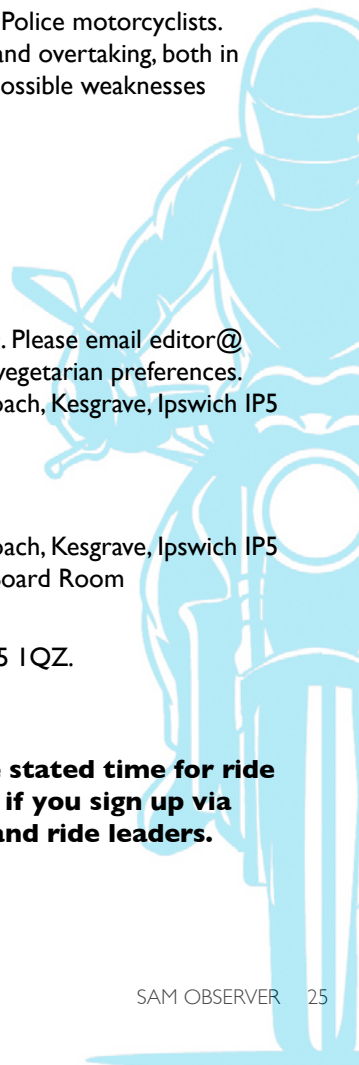 Police motorcyclists.
and overtaking, both in
ossible weaknesses
. Please email editor@
vegetarian preferences.
oach, Kesgrave, Ipswich IP5
oach, Kesgrave, Ipswich IP5
Board Room
5 1QZ.
e stated time for ride
if you sign up via
and ride leaders.
SAM OBSERVER 25